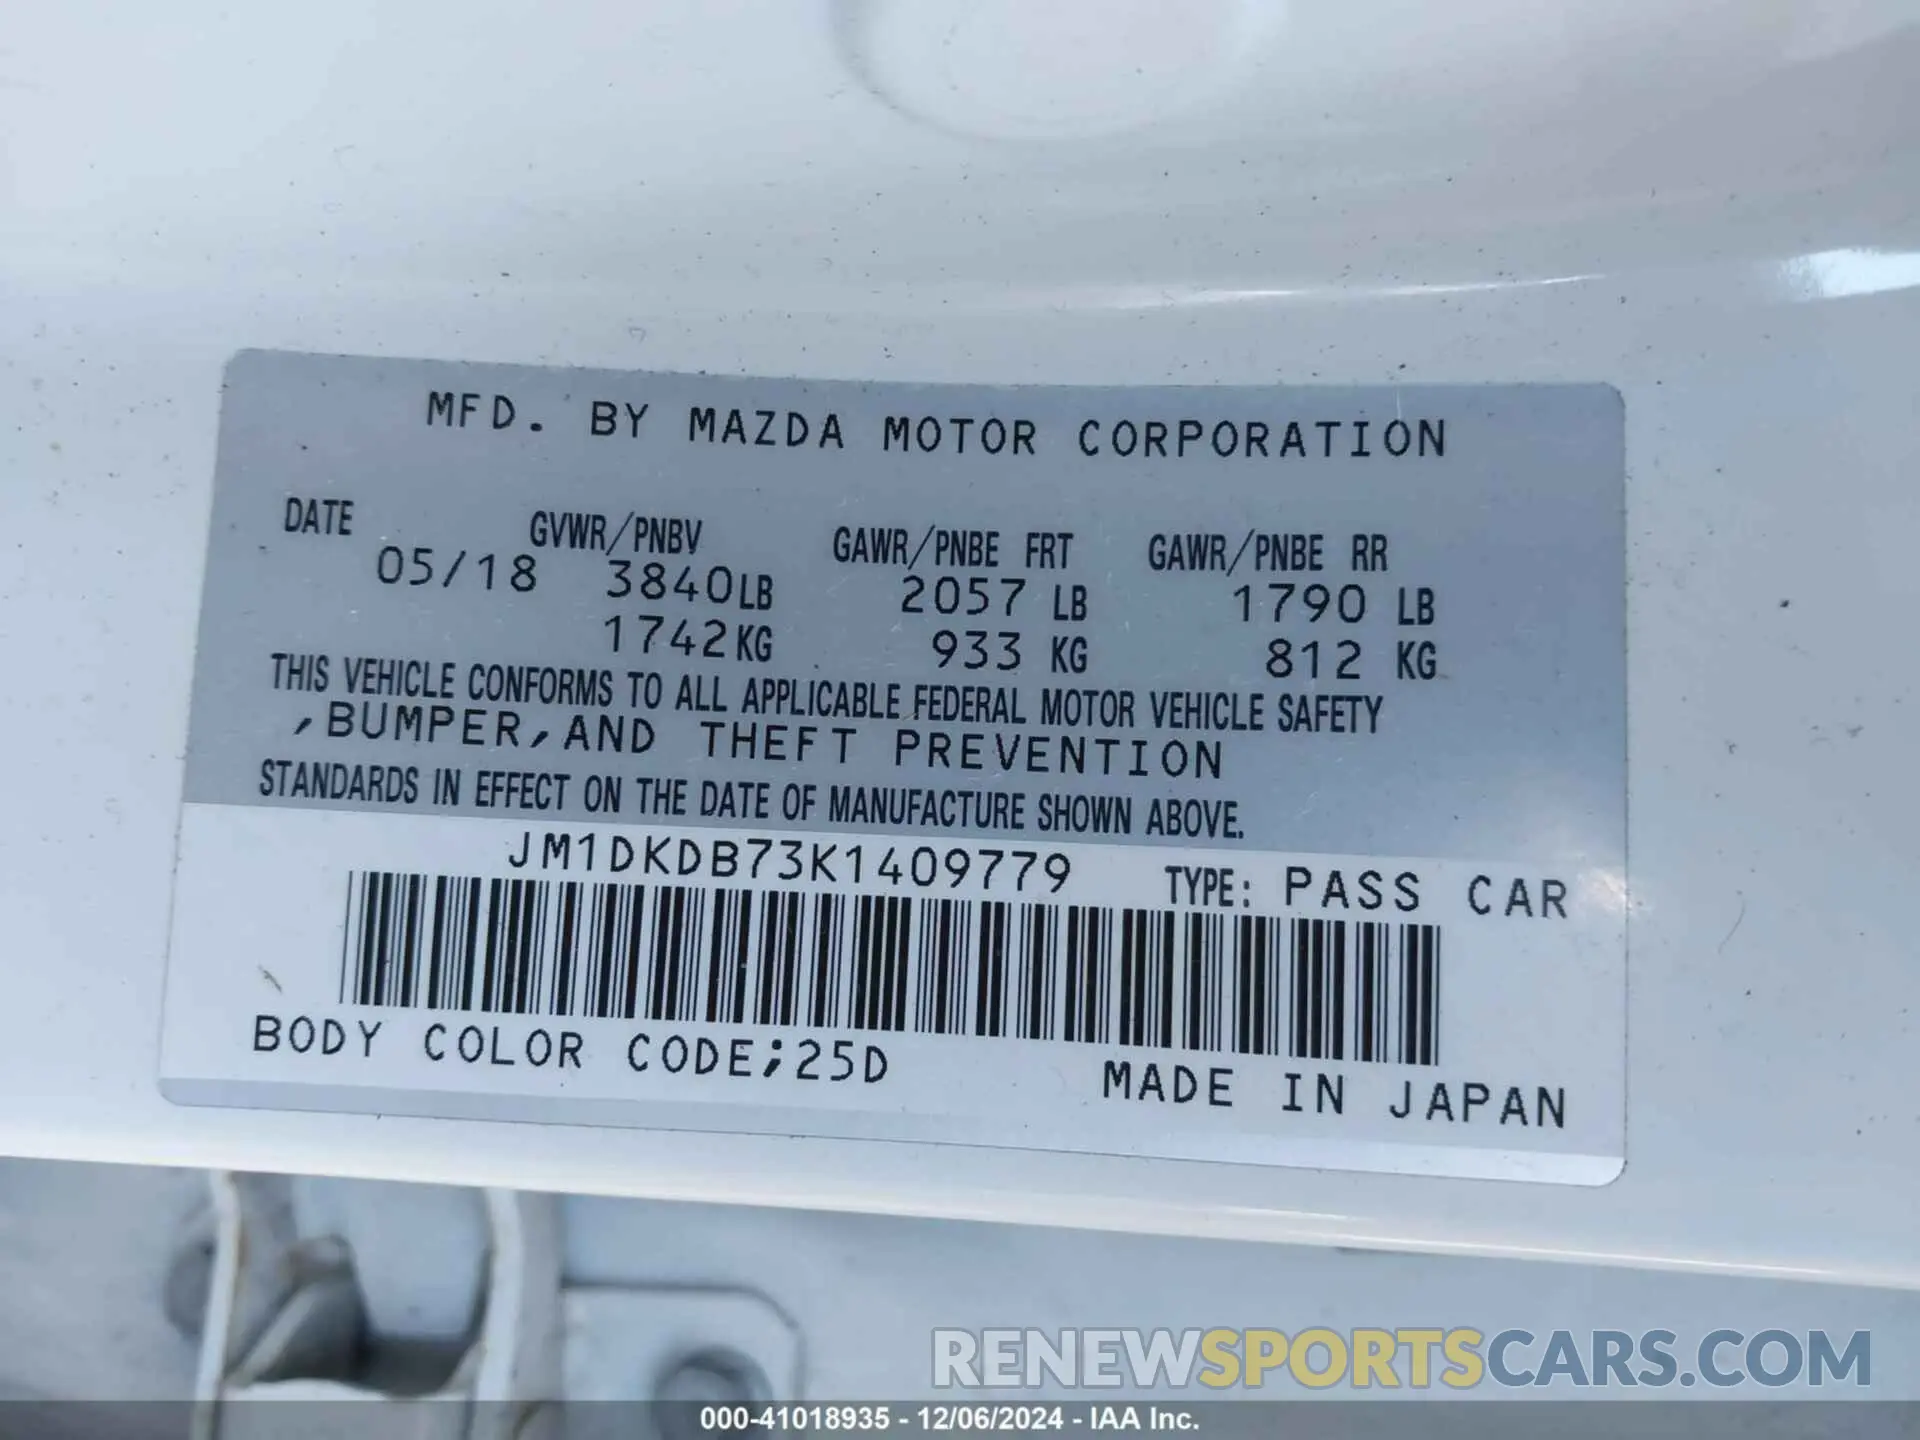 MFD. BY MAZDA MOTOR CORPORATION
DATE GVWR/PNBV GAWR/PNBE FRT GAWR/PNBE RR
05/18 3840LB 2057 LB 1790 LB
1742KG 933 KG 812 KG
THIS VEHICLE CONFORMS TO ALL APPLICABLE FEDERAL MOTOR VEHICLE SAFETY
,BUMPER,AND THEFT PREVENTION
STANDARDS IN EFFECT ON THE DATE OF MANUFACTURE SHOWN ABOVE.
JM1DKDB73K1409779 TYPE: PASS CAR
BODY COLOR CODE;25D MADE IN JAPAN
RENEWSPORTSCARS.COM
000-41018935 - 12/06/2024 - IAA Inc.